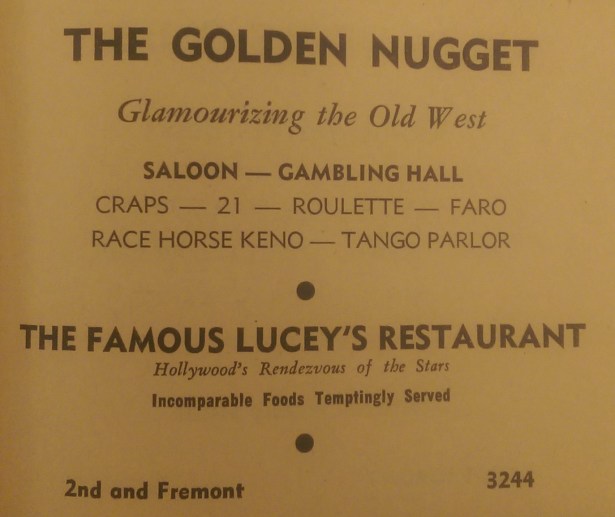 THE GOLDEN NUGGET
Glamourizing the Old West
SALOON — GAMBLING HALL
CRAPS — 21 — ROULETTE — FARO
RACE HORSE KENO — TANGO PARLOR
THE FAMOUS LUCEY'S RESTAURANT
Hollywood's Rendezvous of the Stars
Incomparable Foods Temptingly Served
2nd and Fremont 3244